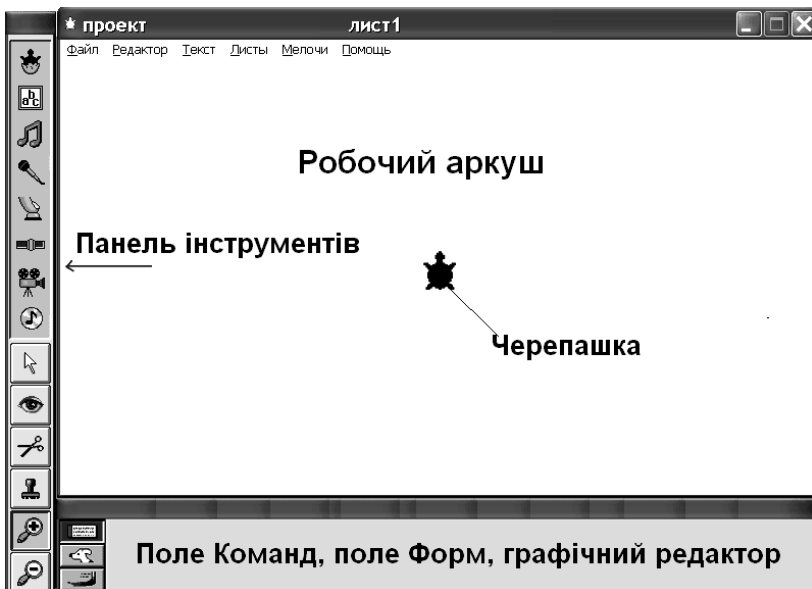 проект лист1
Файл Редактор Текст Листы Мелочи Помощь
abc
Робочий аркуш
Панель інструментів
Черепашка
Поле Команд, поле Форм, графічний редактор